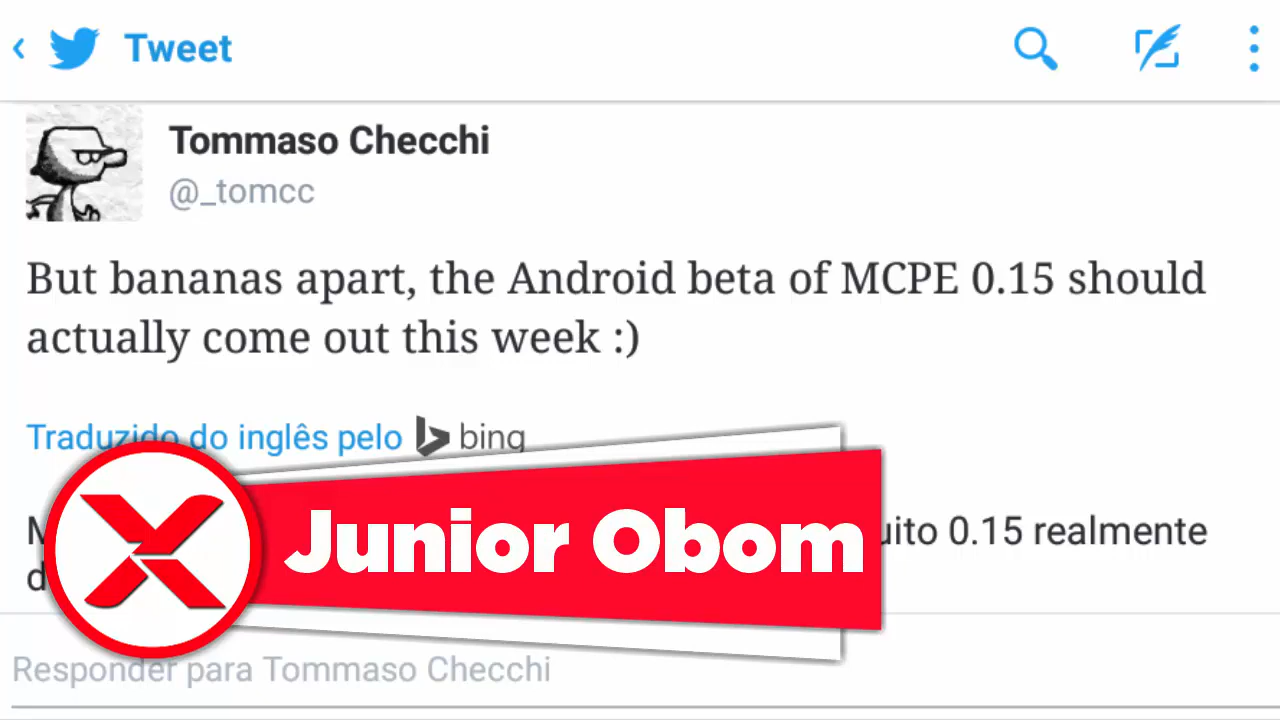 Tweet
Tommaso Checchi
@_tomcc
But bananas apart, the Android beta of MCPE 0.15 should
actually come out this week :)
Traduzido do inglês pelo bing
0.15 realmente
Junior Obom
Responder para Tommaso Checchi